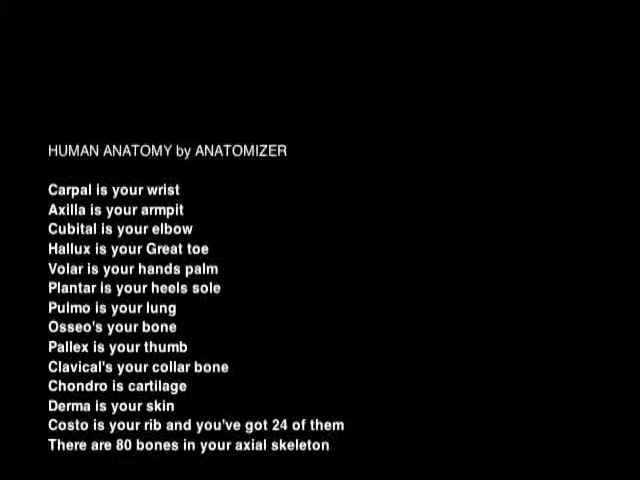 HUMAN ANATOMY by ANATOMIZER
Carpal is your wrist
Axilla is your armpit
Cubital is your elbow
Hallux is your Great toe
Volar is your hands palm
Plantar is your heels sole
Pulmo is your lung
Osseo's your bone
Pallex is your thumb
Clavical's your collar bone
Chondro is cartilage
Derma is your skin
Costo is your rib and you've got 24 of them
There are 80 bones in your axial skeleton